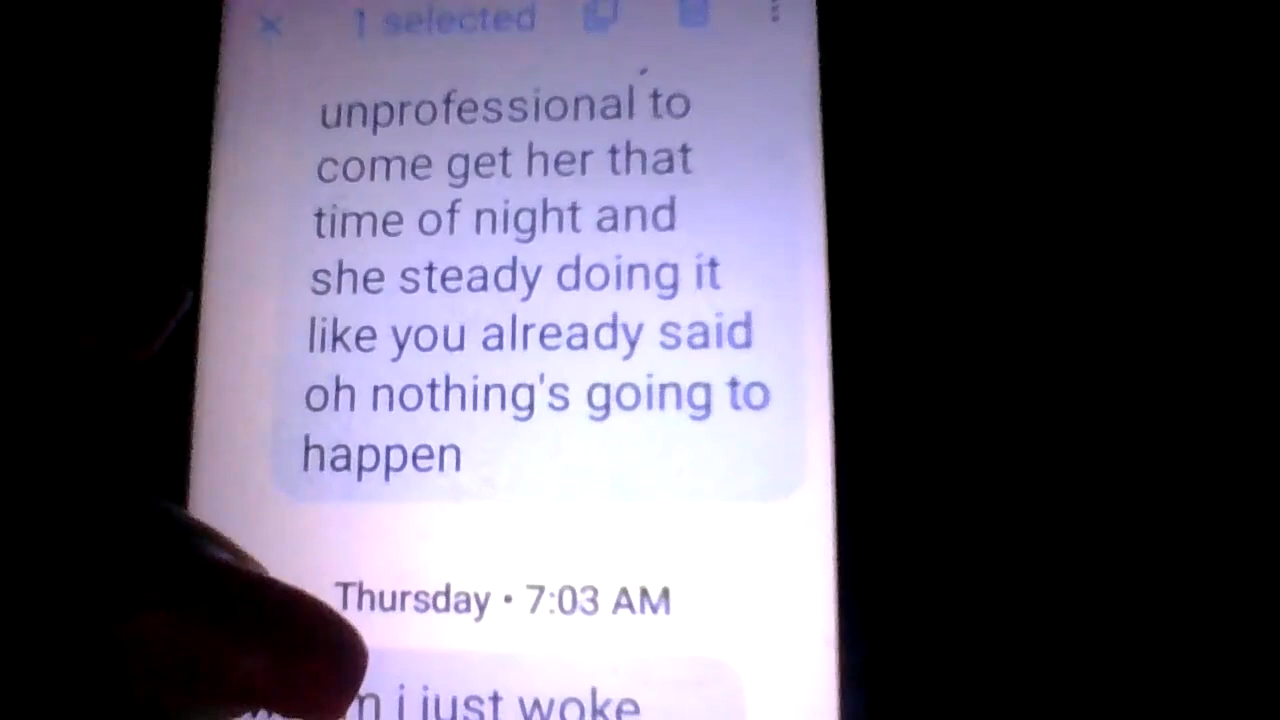 1 selected
unprofessional to
come get her that
time of night and
she steady doing it
like you already said
oh nothing's going to
happen
Thursday • 7:03 AM
i just woke